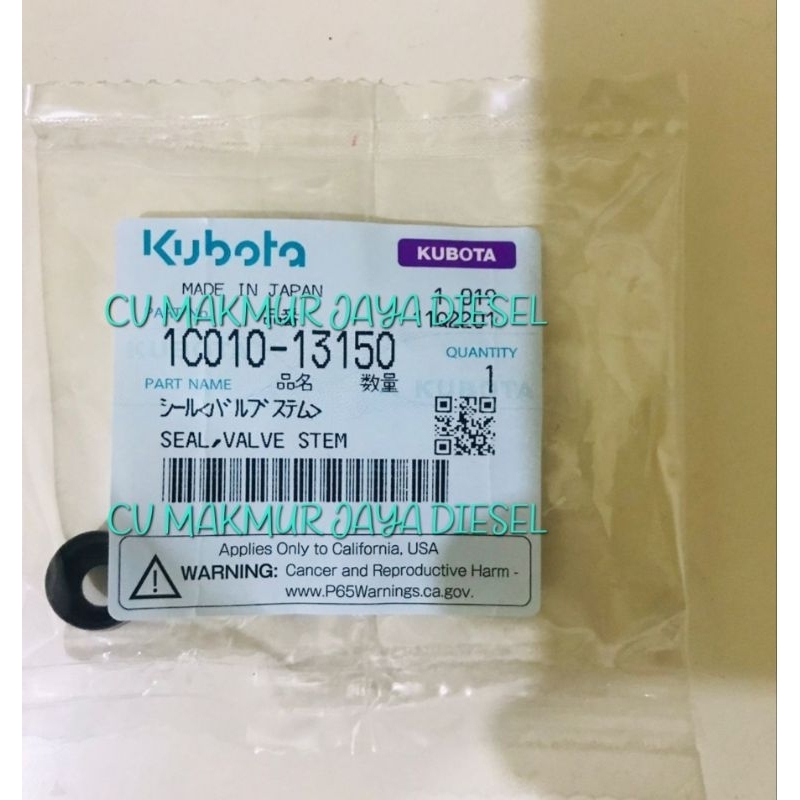 Kubota
KUBOTA
MADE IN JAPAN
CV MAKMUR JAYA DIESEL
1C010-13150
QUANTITY
PART NAME 品名 数量 1
シール<バルブステム>
SEAL,VALVE STEM
CV MAKMUR JAYA DIESEL
Applies Only to California, USA
WARNING: Cancer and Reproductive Harm -
www.P65Warnings.ca.gov.